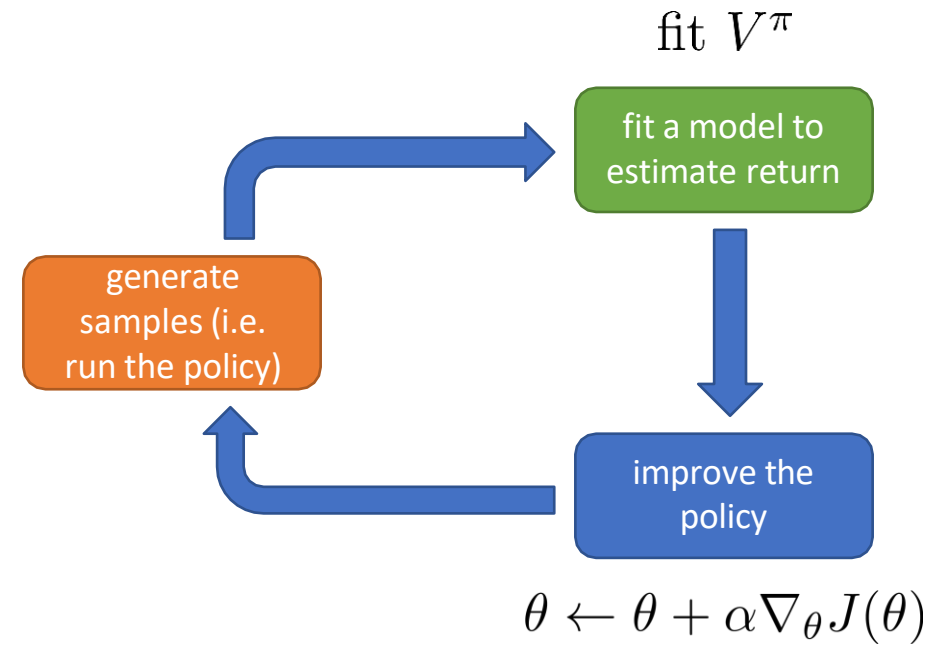 fit V^π
fit a model to
estimate return
generate
samples (i.e.
run the policy)
improve the
policy
θ ← θ + α∇_θ J(θ)